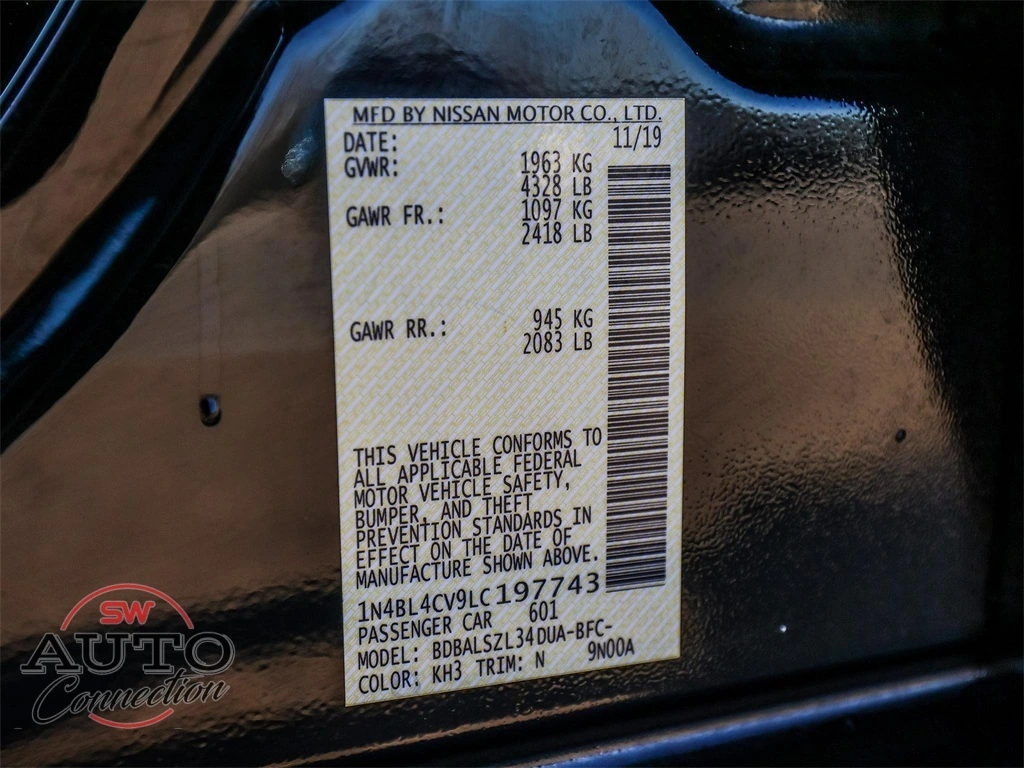 MFD BY NISSAN MOTOR CO., LTD.
DATE: 11/19
GVWR: 1963 KG
4328 LB
GAWR FR.: 1097 KG
2418 LB
GAWR RR.: 945 KG
2083 LB
THIS VEHICLE CONFORMS TO
ALL APPLICABLE FEDERAL
MOTOR VEHICLE SAFETY,
BUMPER, AND THEFT
PREVENTION STANDARDS IN
EFFECT ON THE DATE OF
MANUFACTURE SHOWN ABOVE.
1N4BL4CV9LC197743
PASSENGER CAR 601
MODEL: BDBALSZL34DUA-BFC-
9N00A
COLOR: KH3 TRIM: N
SW
AUTO
Connection